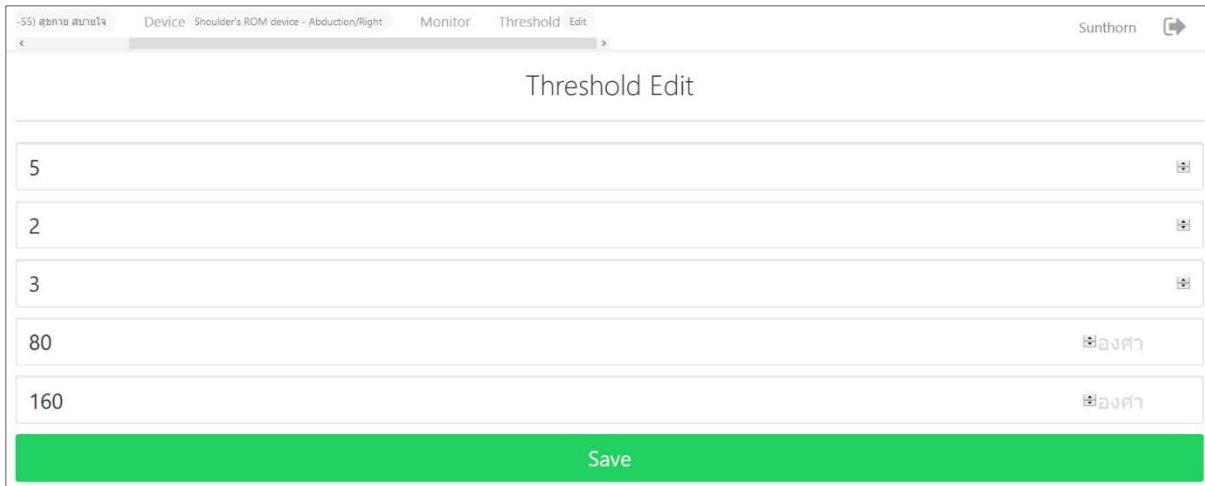 -55) สุขกาย สบายใจ Device Shoulder's ROM device - Abduction/Right Monitor Threshold Edit Sunthorn
Threshold Edit
5
2
3
80 องศา
160 องศา
Save